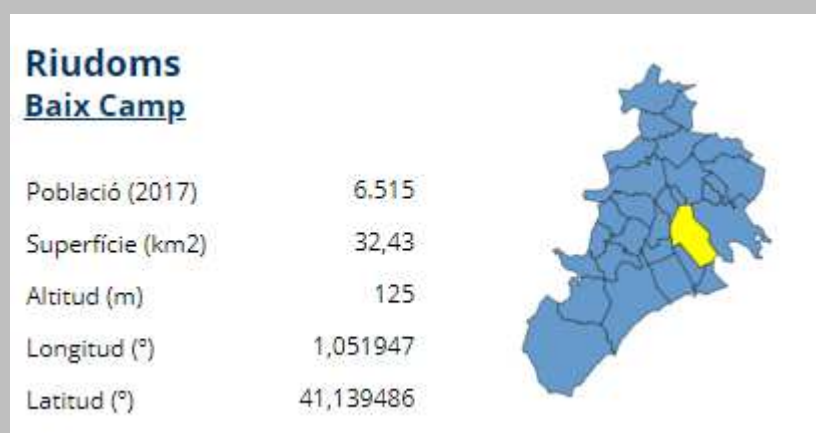 Riudoms
Baix Camp
Població (2017) 6.515
Superfície (km2) 32,43
Altitud (m) 125
Longitud (º) 1,051947
Latitud (º) 41,139486